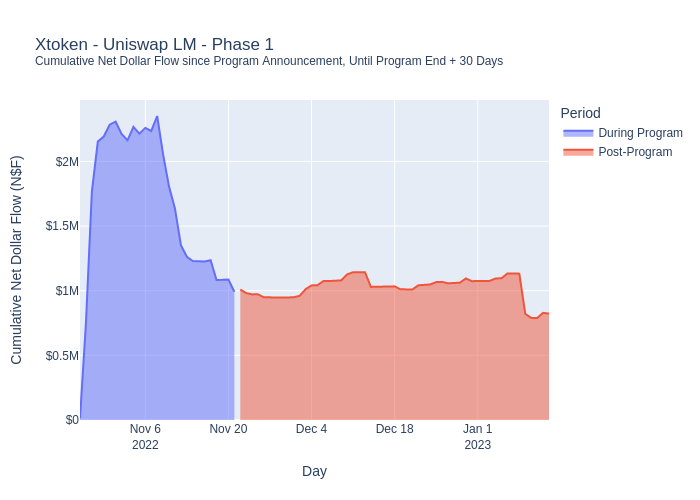 Xtoken - Uniswap LM - Phase 1
Cumulative Net Dollar Flow since Program Announcement, Until Program End + 30 Days
Period
During Program
Post-Program
Cumulative Net Dollar Flow (N$F)
$2M
$1.5M
$1M
$0.5M
$0
Nov 6
2022
Nov 20
Dec 4
Dec 18
Jan 1
2023
Day